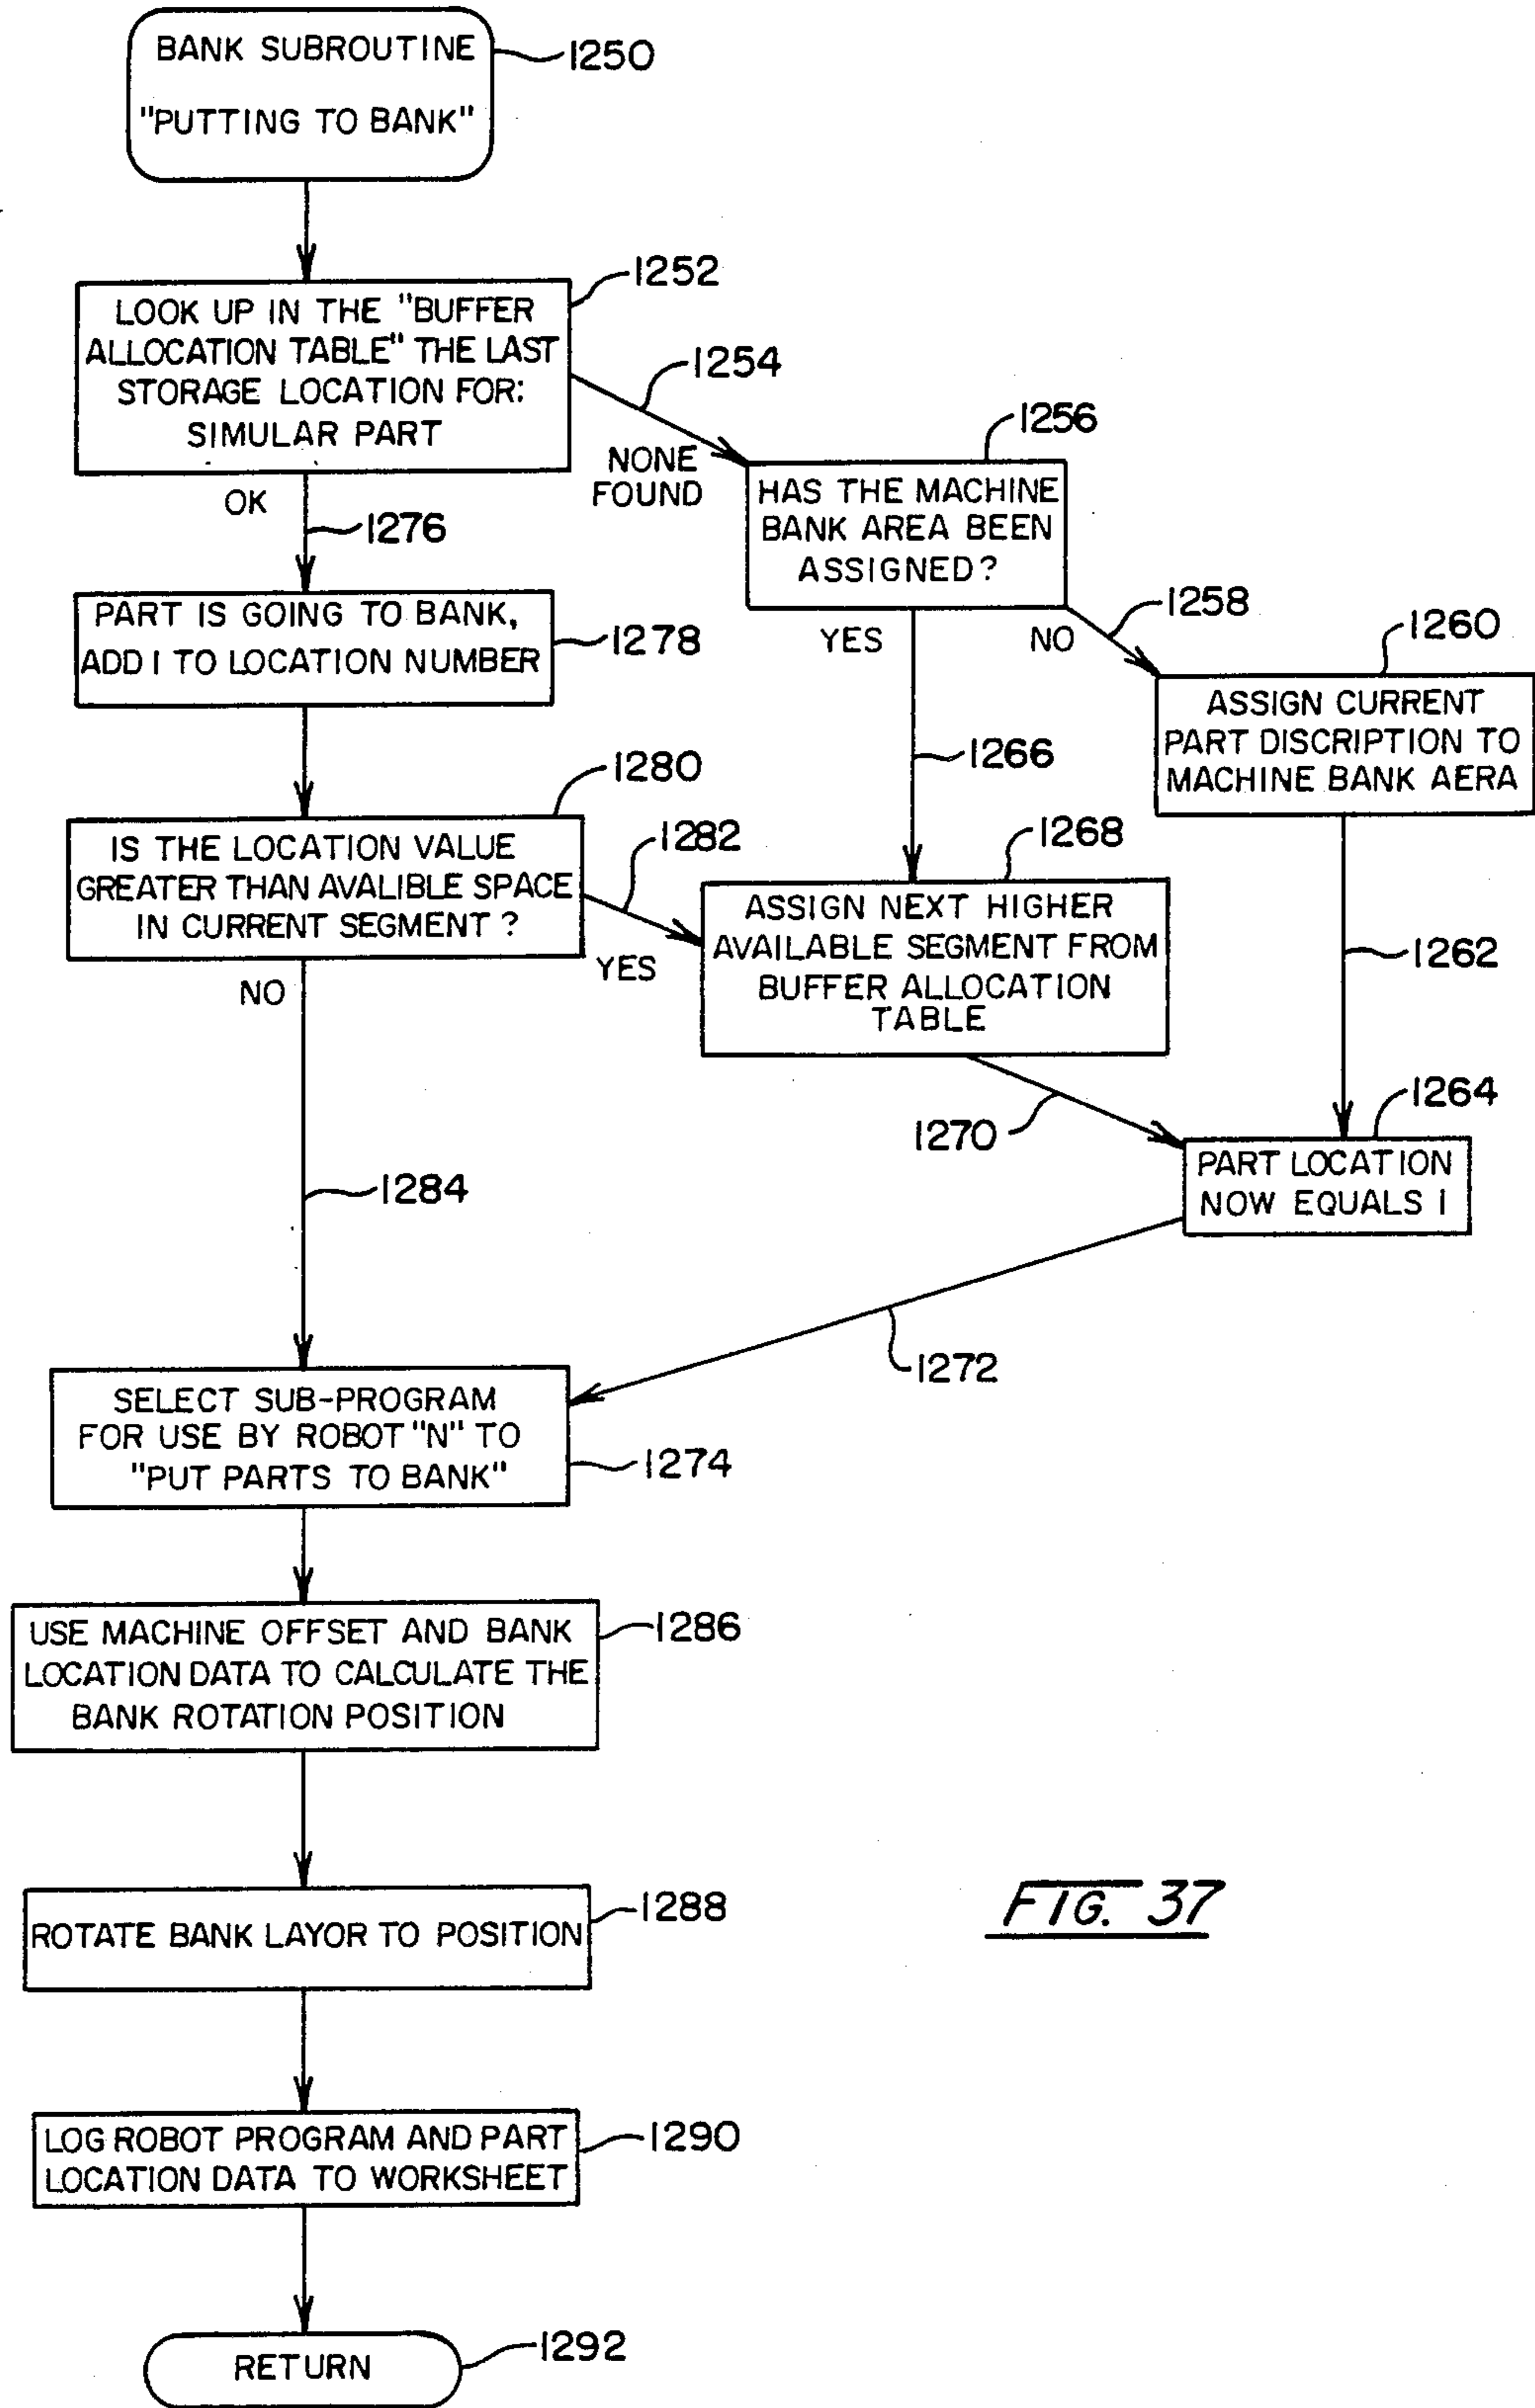 BANK SUBROUTINE
"PUTTING TO BANK"
1250
LOOK UP IN THE "BUFFER
ALLOCATION TABLE" THE LAST
STORAGE LOCATION FOR:
SIMULAR PART
1252
1254
NONE
FOUND
OK
1276
HAS THE MACHINE
BANK AREA BEEN
ASSIGNED?
1256
YES
NO
1258
ASSIGN CURRENT
PART DISCRIPTION TO
MACHINE BANK AERA
1260
PART IS GOING TO BANK,
ADD 1 TO LOCATION NUMBER
1278
1266
1262
IS THE LOCATION VALUE
GREATER THAN AVALIBLE SPACE
IN CURRENT SEGMENT ?
1280
1282
YES
NO
ASSIGN NEXT HIGHER
AVAILABLE SEGMENT FROM
BUFFER ALLOCATION
TABLE
1268
1270
PART LOCATION
NOW EQUALS 1
1264
1284
1272
SELECT SUB-PROGRAM
FOR USE BY ROBOT "N" TO
"PUT PARTS TO BANK"
1274
USE MACHINE OFFSET AND BANK
LOCATION DATA TO CALCULATE THE
BANK ROTATION POSITION
1286
ROTATE BANK LAYOR TO POSITION
1288
LOG ROBOT PROGRAM AND PART
LOCATION DATA TO WORKSHEET
1290
RETURN
1292
FIG. 37